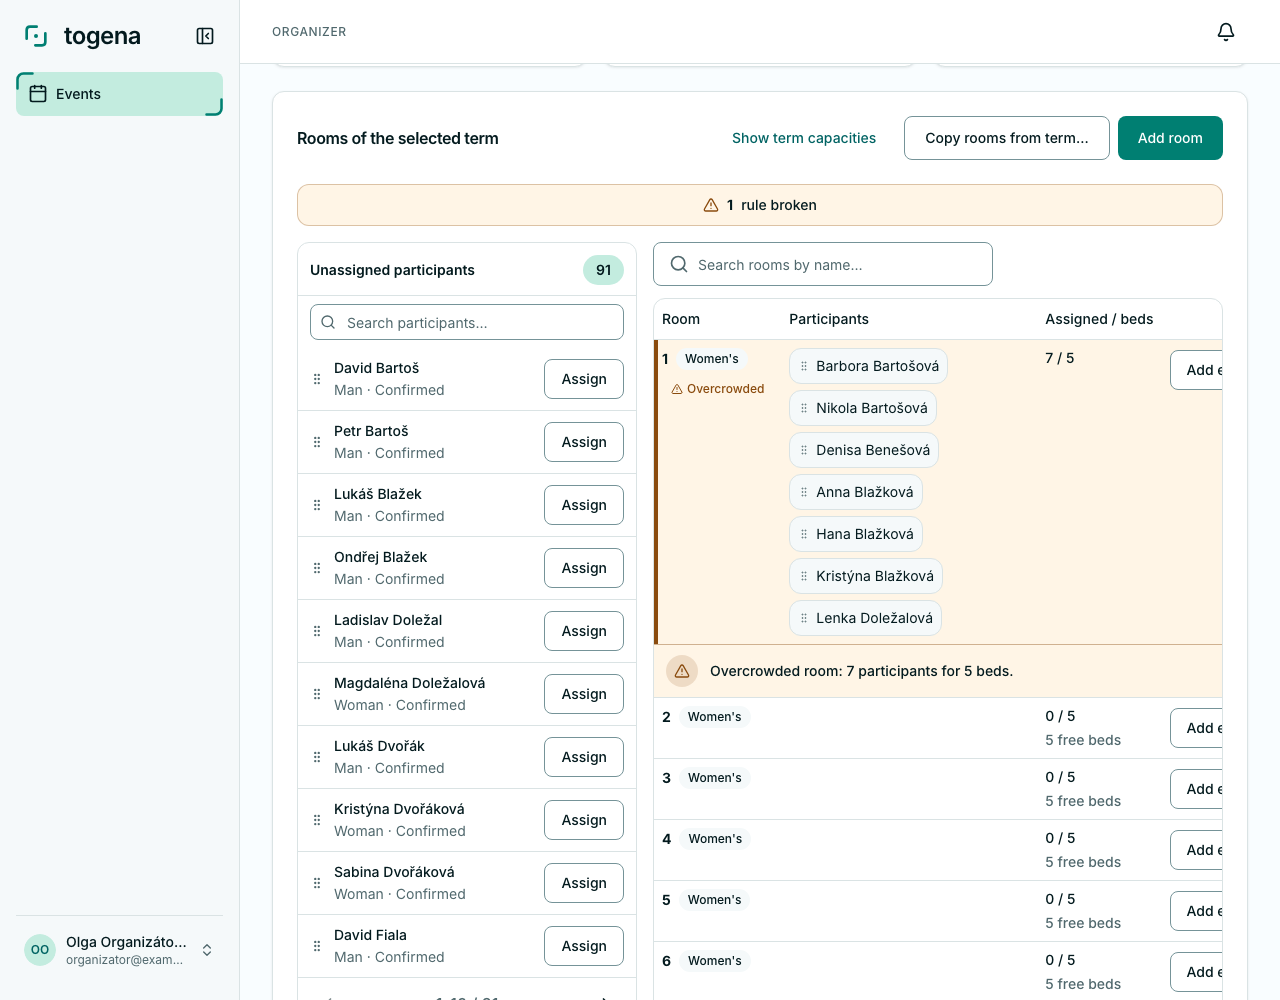 togena
ORGANIZER
Events
Rooms of the selected term
Show term capacities
Copy rooms from term...
Add room
1 rule broken
Unassigned participants
91
Search participants...
David Bartoš
Man · Confirmed
Assign
Petr Bartoš
Man · Confirmed
Assign
Lukáš Blažek
Man · Confirmed
Assign
Ondřej Blažek
Man · Confirmed
Assign
Ladislav Doležal
Man · Confirmed
Assign
Magdaléna Doležalová
Woman · Confirmed
Assign
Lukáš Dvořák
Man · Confirmed
Assign
Kristýna Dvořáková
Woman · Confirmed
Assign
Sabina Dvořáková
Woman · Confirmed
Assign
David Fiala
Man · Confirmed
Assign
Search rooms by name...
Room
Participants
Assigned / beds
1 Women's
Overcrowded
Barbora Bartošová
Nikola Bartošová
Denisa Benešová
Anna Blažková
Hana Blažková
Kristýna Blažková
Lenka Doležalová
7 / 5
Add
Overcrowded room: 7 participants for 5 beds.
2 Women's
0 / 5
5 free beds
Add
3 Women's
0 / 5
5 free beds
Add
4 Women's
0 / 5
5 free beds
Add
5 Women's
0 / 5
5 free beds
Add
6 Women's
0 / 5
5 free beds
Add
OO
Olga Organizáto...
organizator@exam...